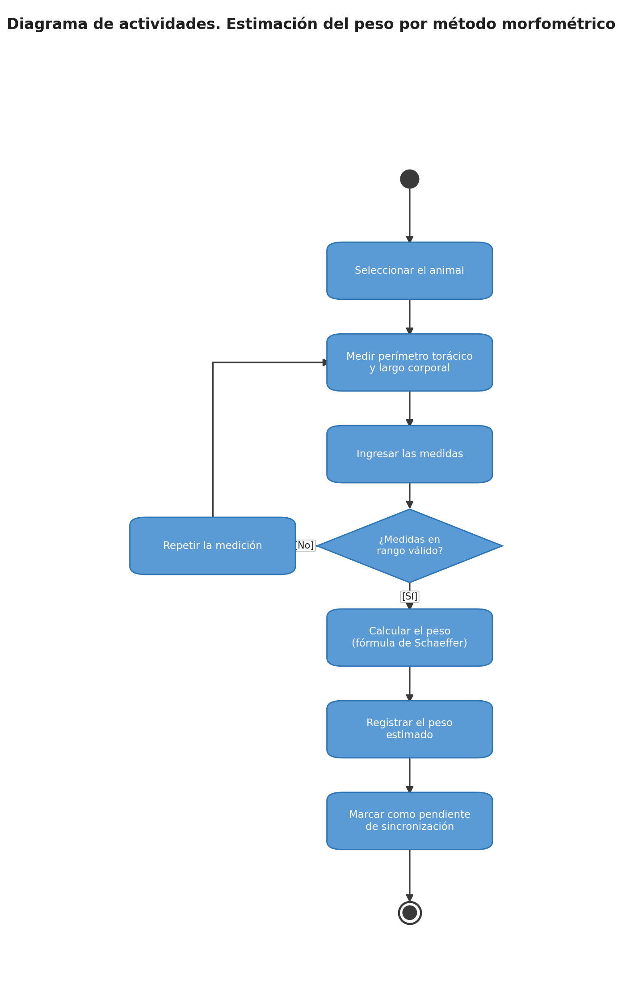 Diagrama de actividades. Estimación del peso por método morfométrico
Seleccionar el animal
Medir perímetro torácico
y largo corporal
Ingresar las medidas
¿Medidas en
rango válido?
[No]
Repetir la medición
[Sí]
Calcular el peso
(fórmula de Schaeffer)
Registrar el peso
estimado
Marcar como pendiente
de sincronización